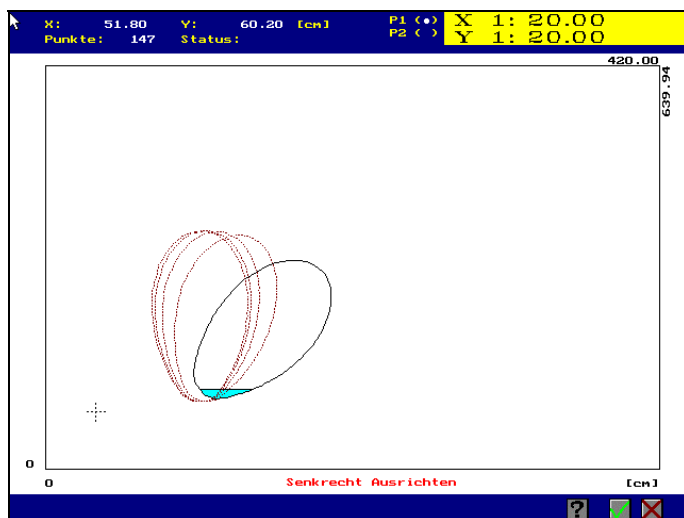 X: 51.80 Y: 60.20 [cm] P1 (•) X 1: 20.00
Punkte: 147 Status: P2 ( ) Y 1: 20.00
420.00
639.94
0
0 Senkrecht Ausrichten [cm]
?